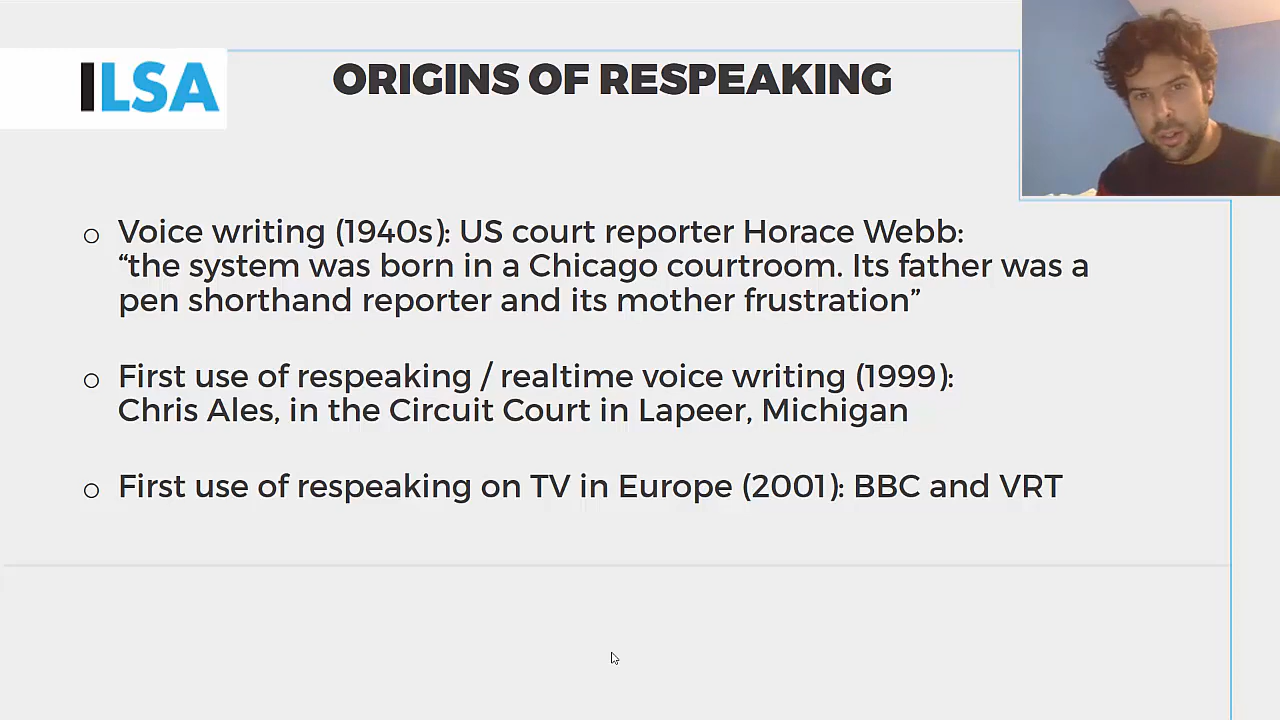 ILSA
ORIGINS OF RESPEAKING
o Voice writing (1940s): US court reporter Horace Webb:
“the system was born in a Chicago courtroom. Its father was a
pen shorthand reporter and its mother frustration”
o First use of respeaking / realtime voice writing (1999):
Chris Ales, in the Circuit Court in Lapeer, Michigan
o First use of respeaking on TV in Europe (2001): BBC and VRT